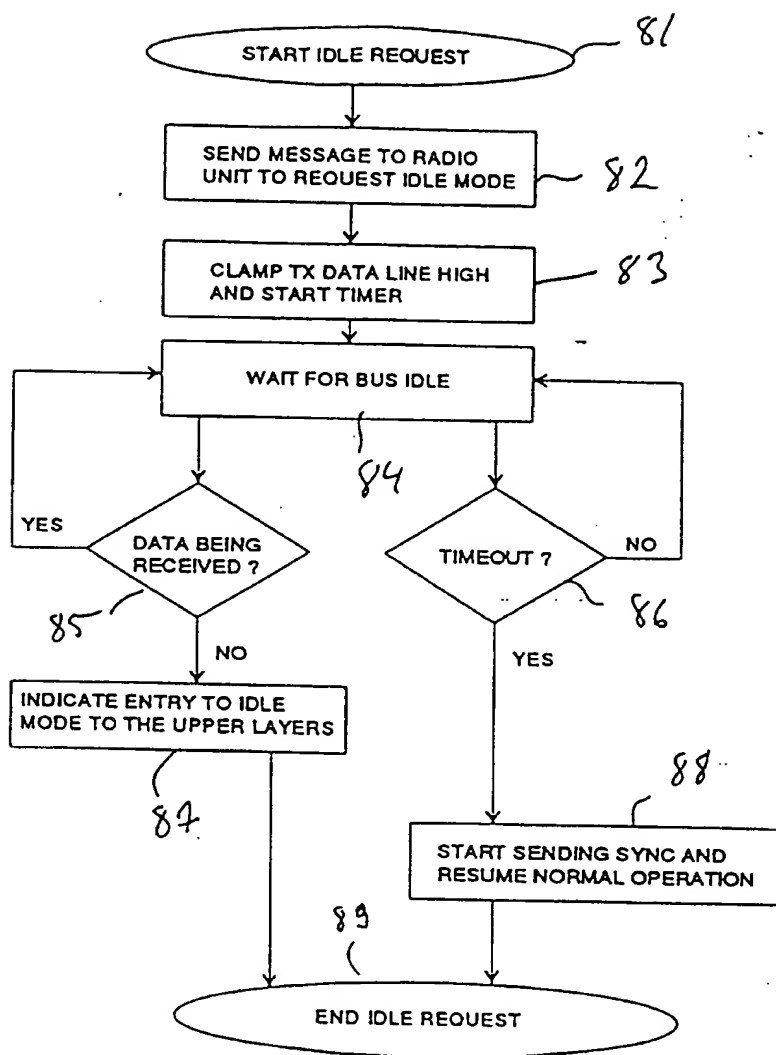 81
START IDLE REQUEST
SEND MESSAGE TO RADIO
UNIT TO REQUEST IDLE MODE
82
CLAMP TX DATA LINE HIGH
AND START TIMER
83
WAIT FOR BUS IDLE
84
YES
DATA BEING
RECEIVED ?
85
TIMEOUT ?
NO
86
NO
YES
INDICATE ENTRY TO IDLE
MODE TO THE UPPER LAYERS
87
88
START SENDING SYNC AND
RESUME NORMAL OPERATION
89
END IDLE REQUEST